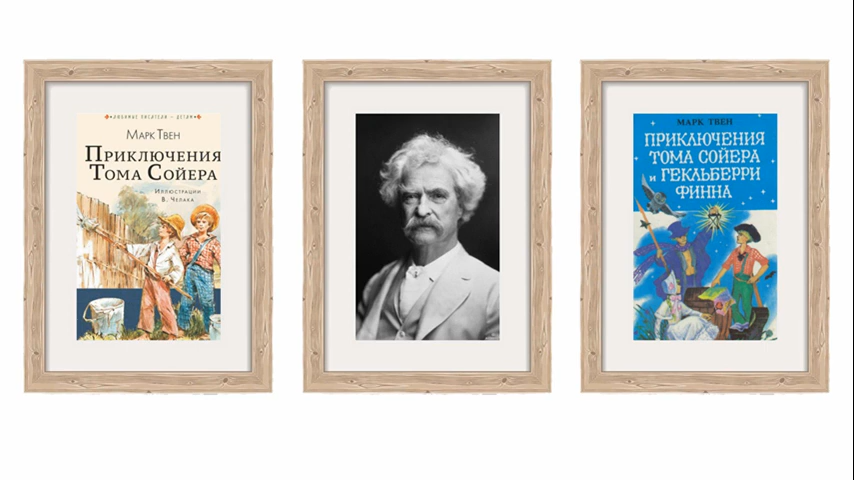 ЛЮБИМЫЕ ПИСАТЕЛИ – ДЕТЯМ
МАРК ТВЕН
ПРИКЛЮЧЕНИЯ
ТОМА СОЙЕРА
ИЛЛЮСТРАЦИИ
В. ЧЕЛАКА
МАРК ТВЕН
ПРИКЛЮЧЕНИЯ
ТОМА СОЙЕРА
И ГЕКЛЬБЕРРИ
ФИННА